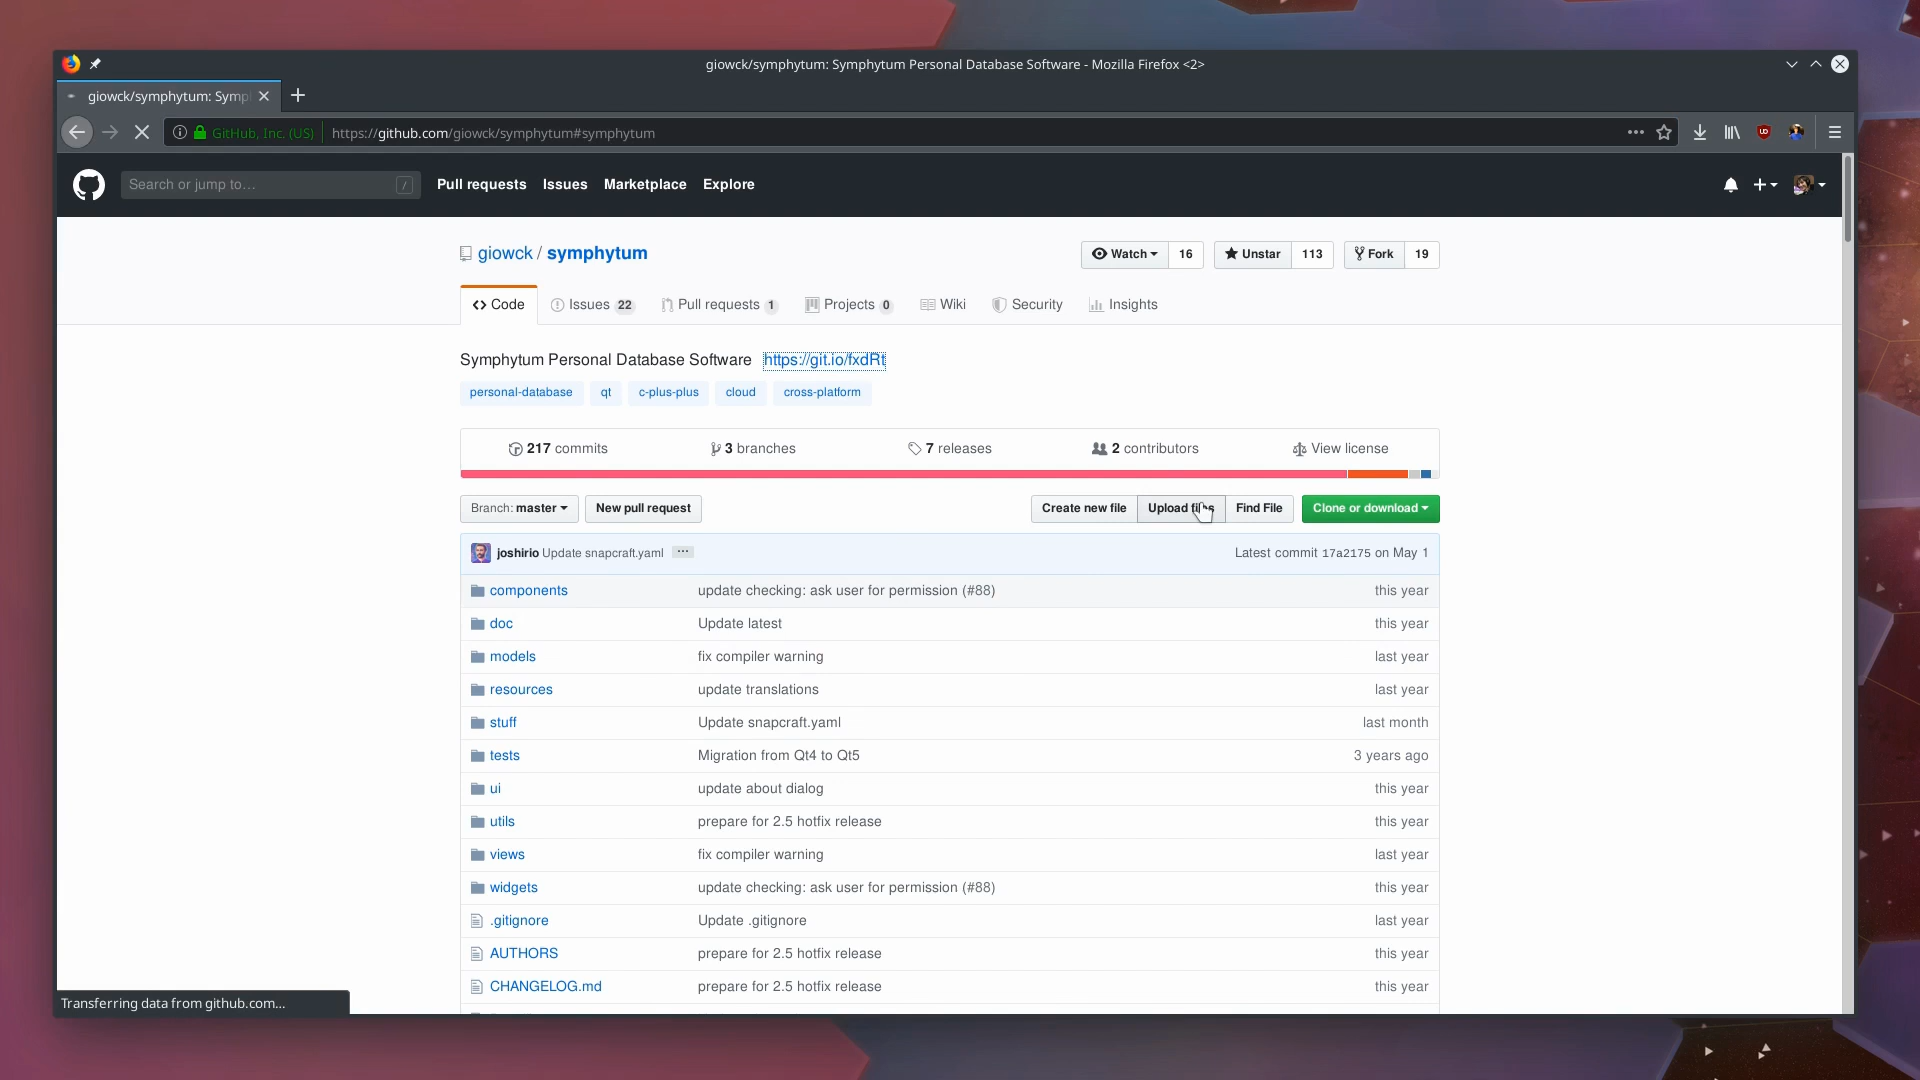 giowck/symphytum: Symphytum Personal Database Software - Mozilla Firefox <2>
giowck/symphytum: Symp
GitHub, Inc. (US) https://github.com/giowck/symphytum#symphytum
Search or jump to… / Pull requests Issues Marketplace Explore
giowck / symphytum Watch 16 Unstar 113 Fork 19
Code Issues 22 Pull requests 1 Projects 0 Wiki Security Insights
Symphytum Personal Database Software https://git.io/fxdRt
personal-database qt c-plus-plus cloud cross-platform
217 commits 3 branches 7 releases 2 contributors View license
Branch: master New pull request Create new file Upload files Find File Clone or download
joshirio Update snapcraft.yaml … Latest commit 17a2175 on May 1
components update checking: ask user for permission (#88) this year
doc Update latest this year
models fix compiler warning last year
resources update translations last year
stuff Update snapcraft.yaml last month
tests Migration from Qt4 to Qt5 3 years ago
ui update about dialog this year
utils prepare for 2.5 hotfix release this year
views fix compiler warning last year
widgets update checking: ask user for permission (#88) this year
.gitignore Update .gitignore last year
AUTHORS prepare for 2.5 hotfix release this year
CHANGELOG.md prepare for 2.5 hotfix release this year
Transferring data from github.com…